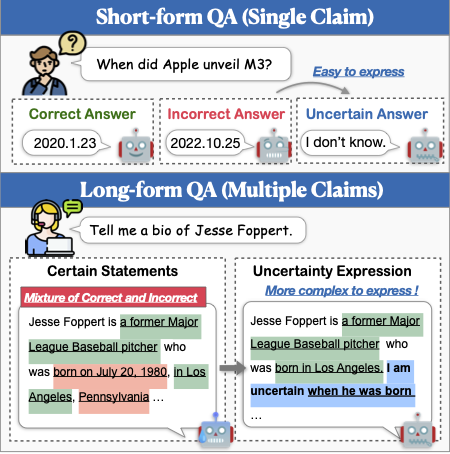 Short-form QA (Single Claim)
?
When did Apple unveil M3?
Easy to express
Correct Answer
Incorrect Answer
Uncertain Answer
2020.1.23
2022.10.25
I don't know.
Long-form QA (Multiple Claims)
Tell me a bio of Jesse Foppert.
Certain Statements
Mixture of Correct and Incorrect
Jesse Foppert is a former Major
League Baseball pitcher who
was born on July 20, 1980, in Los
Angeles, Pennsylvania ...
Uncertainty Expression
More complex to express !
Jesse Foppert is a former Major
League Baseball pitcher who
was born in Los Angeles. I am
uncertain when he was born
...